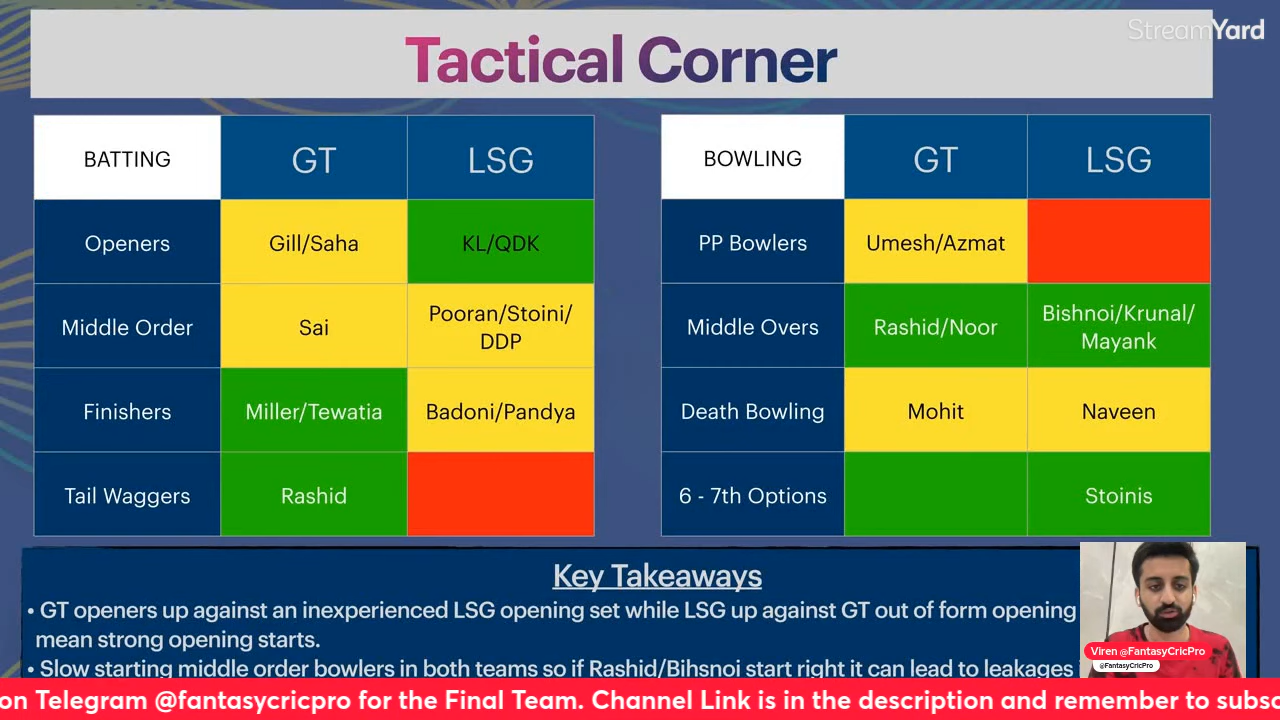 StreamYard
Tactical Corner
BATTING GT LSG
Openers Gill/Saha KL/QDK
Middle Order Sai Pooran/Stoini/
DDP
Finishers Miller/Tewatia Badoni/Pandya
Tail Waggers Rashid
BOWLING GT LSG
PP Bowlers Umesh/Azmat
Middle Overs Rashid/Noor Bishnoi/Krunal/
Mayank
Death Bowling Mohit Naveen
6 - 7th Options Stoinis
Key Takeaways
• GT openers up against an inexperienced LSG opening set while LSG up against GT out of form opening
mean strong opening starts.
• Slow starting middle order bowlers in both teams so if Rashid/Bihsnoi start right it can lead to leakages
Viren @FantasyCricPro
@FantasyCricPro
on Telegram @fantasycricpro for the Final Team. Channel Link is in the description and remember to subsc